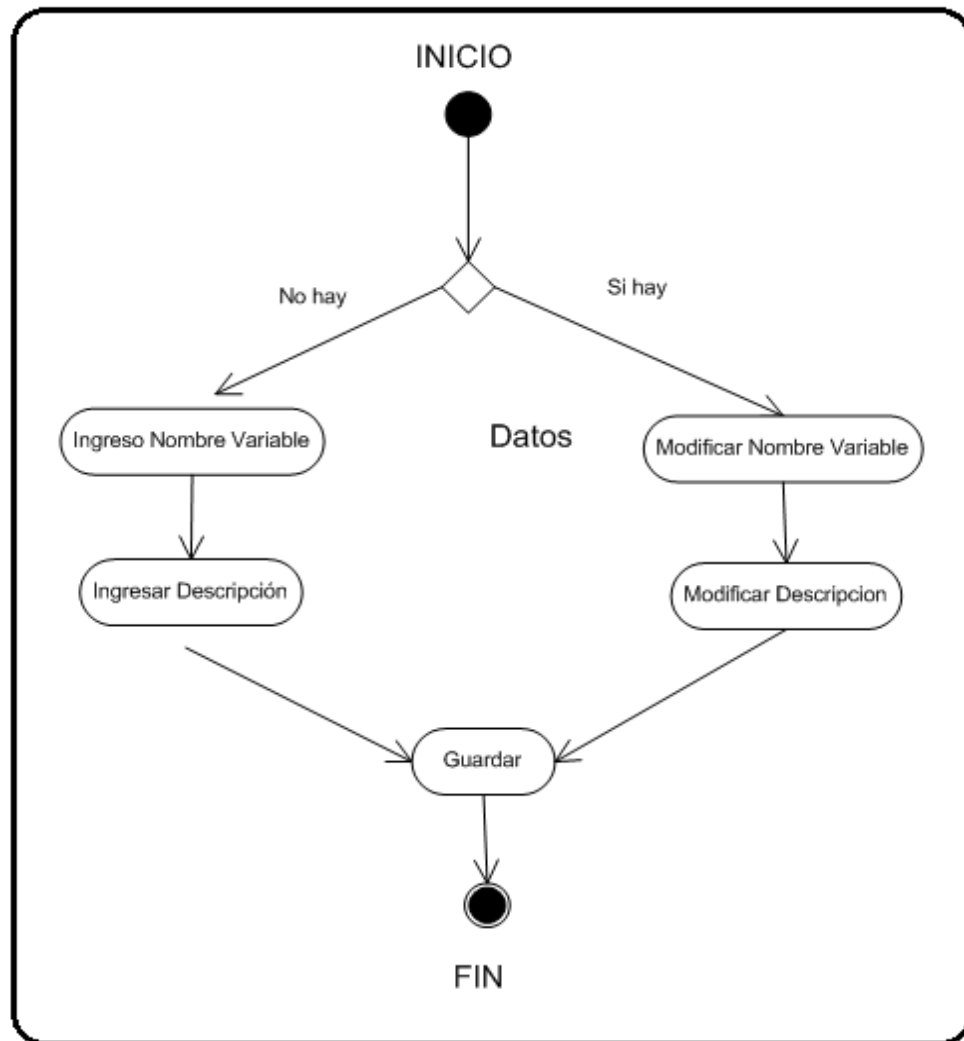 INICIO
No hay
Si hay
Ingreso Nombre Variable
Datos
Modificar Nombre Variable
Ingresar Descripción
Modificar Descripcion
Guardar
FIN